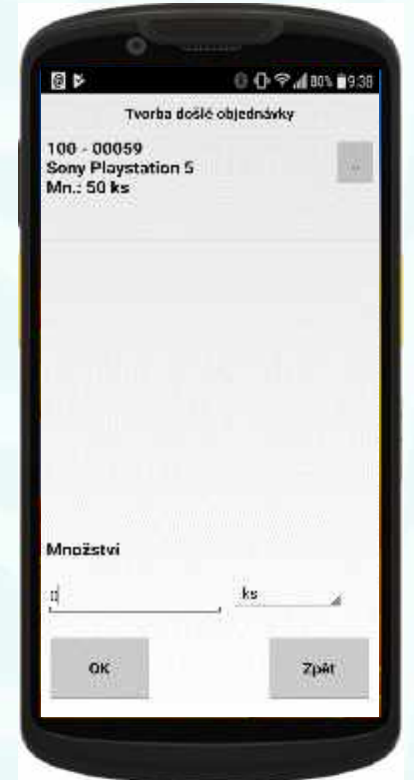 80% 9:38
Tvorba došlé objednávky
100 - 00059
Sony Playstation 5
Mn.: 50 ks
..
Množství
0
ks
OK
Zpět